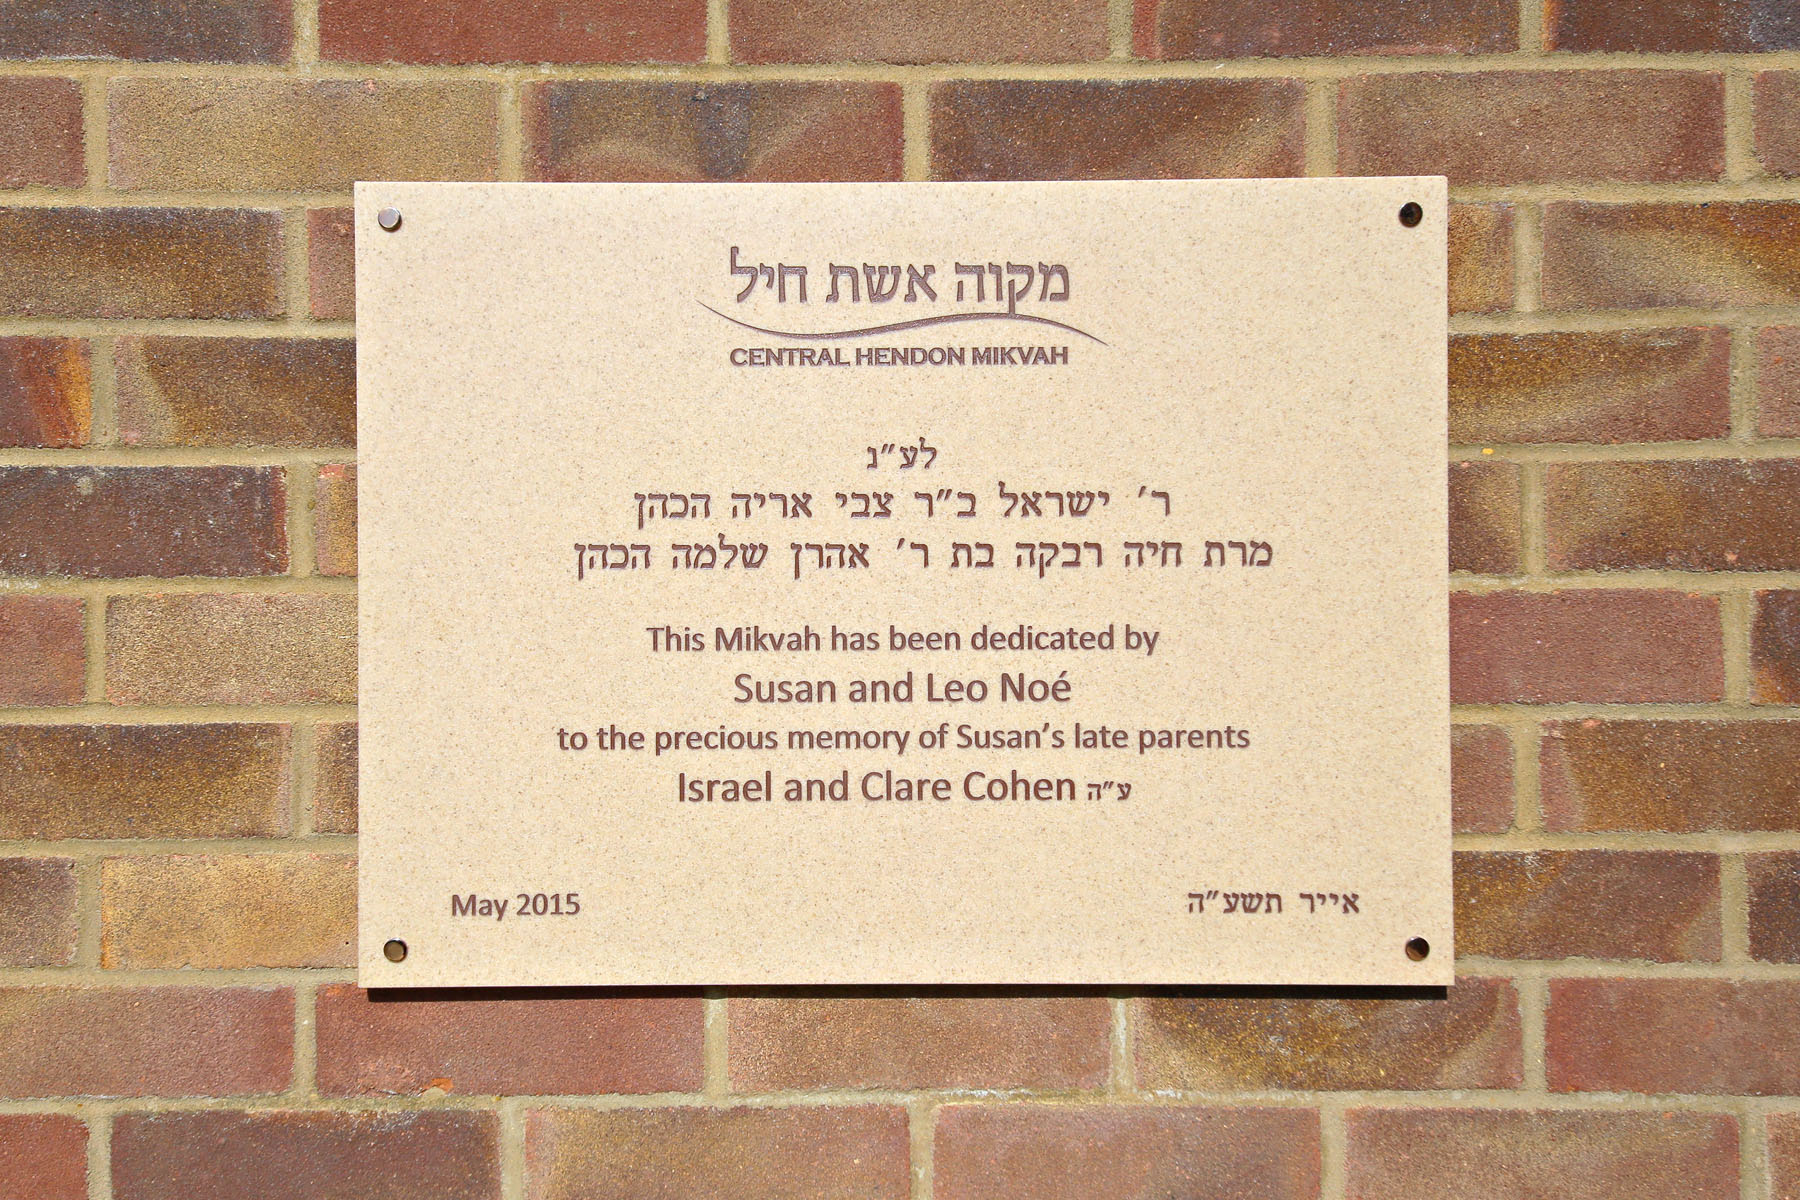 מקוה אשת חיל
CENTRAL HENDON MIKVAH
לע״נ
ר׳ ישראל ב״ר צבי אריה הכהן
מרת חיה רבקה בת ר׳ אהרן שלמה הכהן
This Mikvah has been dedicated by
Susan and Leo Noé
to the precious memory of Susan’s late parents
Israel and Clare Cohen ע״ה
May 2015
אייר תשע״ה